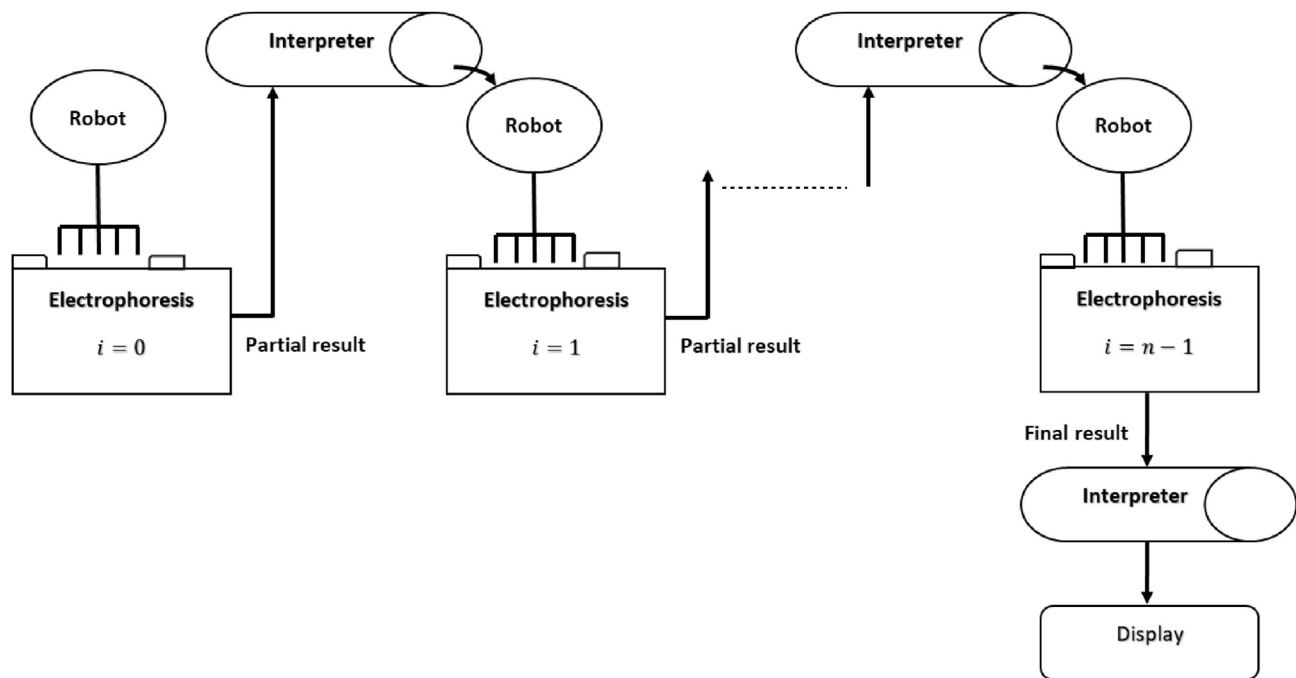 Interpreter
Interpreter
Robot
Robot
Robot
Electrophoresis
i = 0
Partial result
Electrophoresis
i = 1
Partial result
Electrophoresis
i = n − 1
Final result
Interpreter
Display